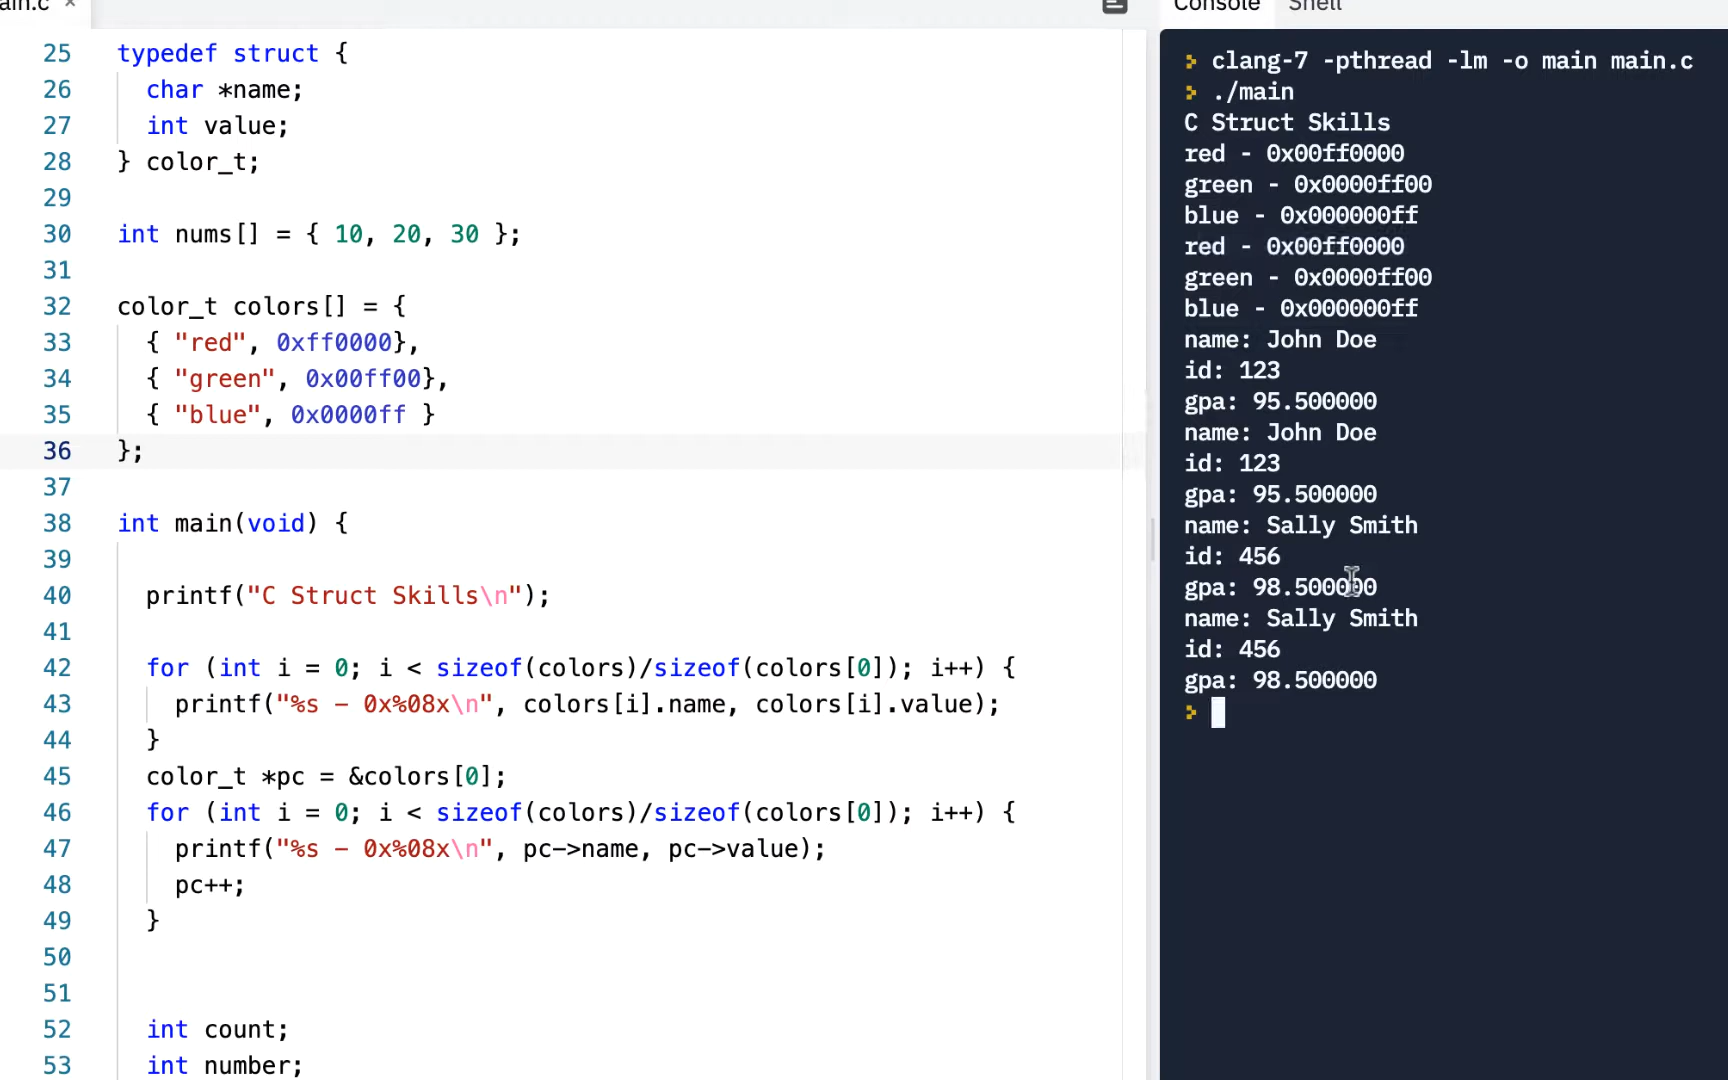 ain.c ×
25 typedef struct {
26   char *name;
27   int value;
28 } color_t;
29
30 int nums[] = { 10, 20, 30 };
31
32 color_t colors[] = {
33   { "red", 0xff0000},
34   { "green", 0x00ff00},
35   { "blue", 0x0000ff }
36 };
37
38 int main(void) {
39
40   printf("C Struct Skills\n");
41
42   for (int i = 0; i < sizeof(colors)/sizeof(colors[0]); i++) {
43     printf("%s - 0x%08x\n", colors[i].name, colors[i].value);
44   }
45   color_t *pc = &colors[0];
46   for (int i = 0; i < sizeof(colors)/sizeof(colors[0]); i++) {
47     printf("%s - 0x%08x\n", pc->name, pc->value);
48     pc++;
49   }
50
51
52   int count;
53   int number;
Console Shell
> clang-7 -pthread -lm -o main main.c
> ./main
C Struct Skills
red - 0x00ff0000
green - 0x0000ff00
blue - 0x000000ff
red - 0x00ff0000
green - 0x0000ff00
blue - 0x000000ff
name: John Doe
id: 123
gpa: 95.500000
name: John Doe
id: 123
gpa: 95.500000
name: Sally Smith
id: 456
gpa: 98.500000
name: Sally Smith
id: 456
gpa: 98.500000
>